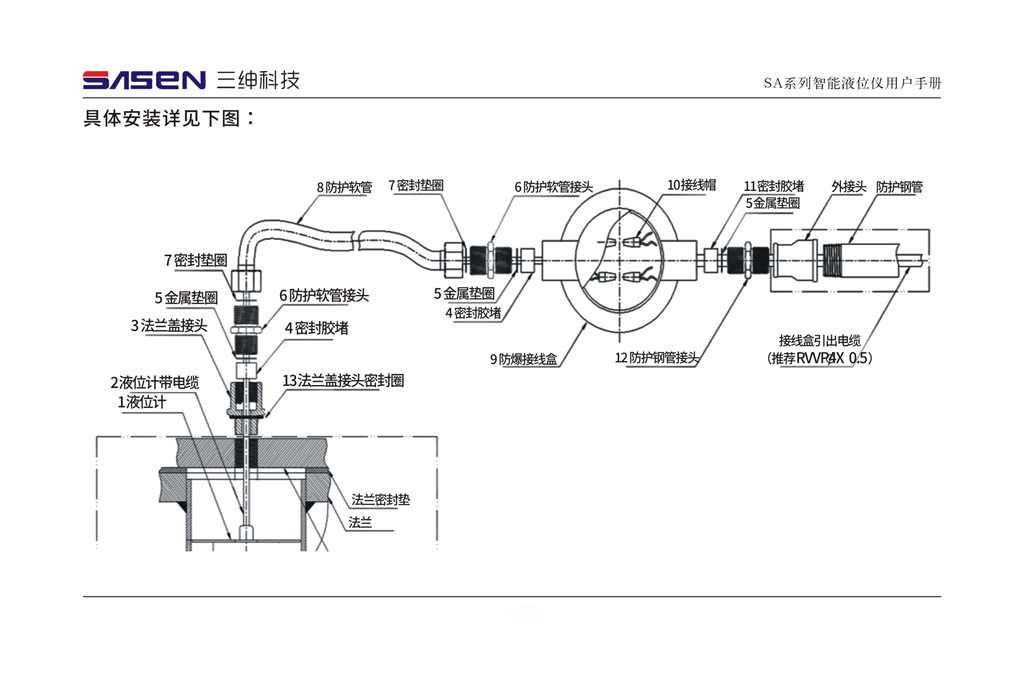 SASEN 三绅科技
SA系列智能液位仪用户手册
具体安装详见下图：
8防护软管
7密封垫圈
6防护软管接头
10接线帽
11密封胶堵
5金属垫圈
外接头
防护钢管
7密封垫圈
5金属垫圈
3法兰盖接头
6防护软管接头
4密封胶堵
5金属垫圈
4密封胶堵
9防爆接线盒
12防护钢管接头
接线盒引出电缆
（推荐RVVP4X 0.5）
2液位计带电缆
1液位计
13法兰盖接头密封圈
法兰密封垫
法兰